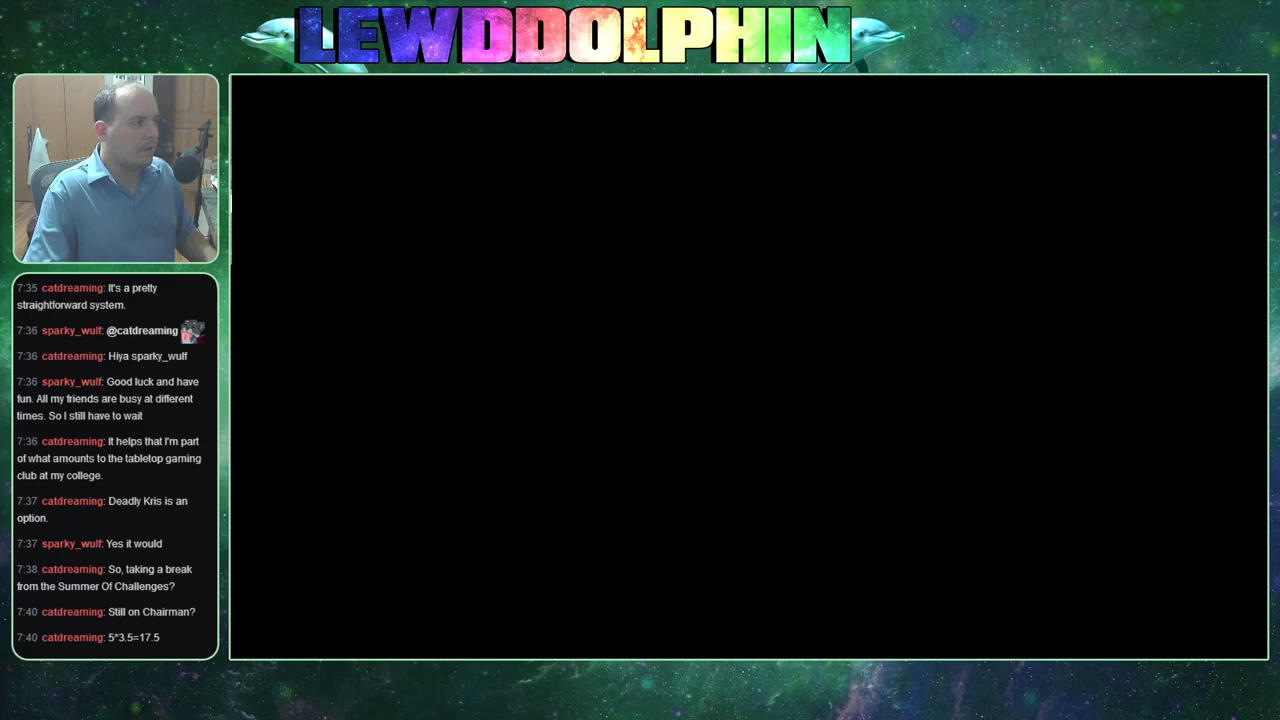 LEWDDOLPHIN
7:35 catdreaming: It's a pretty
straightforward system.
7:36 sparky_wulf: @catdreaming
7:36 catdreaming: Hiya sparky_wulf
7:36 sparky_wulf: Good luck and have
fun. All my friends are busy at different
times. So I still have to wait
7:36 catdreaming: It helps that I'm part
of what amounts to the tabletop gaming
club at my college.
7:37 catdreaming: Deadly Kris is an
option.
7:37 sparky_wulf: Yes it would
7:38 catdreaming: So, taking a break
from the Summer Of Challenges?
7:40 catdreaming: Still on Chairman?
7:40 catdreaming: 5*3.5=17.5